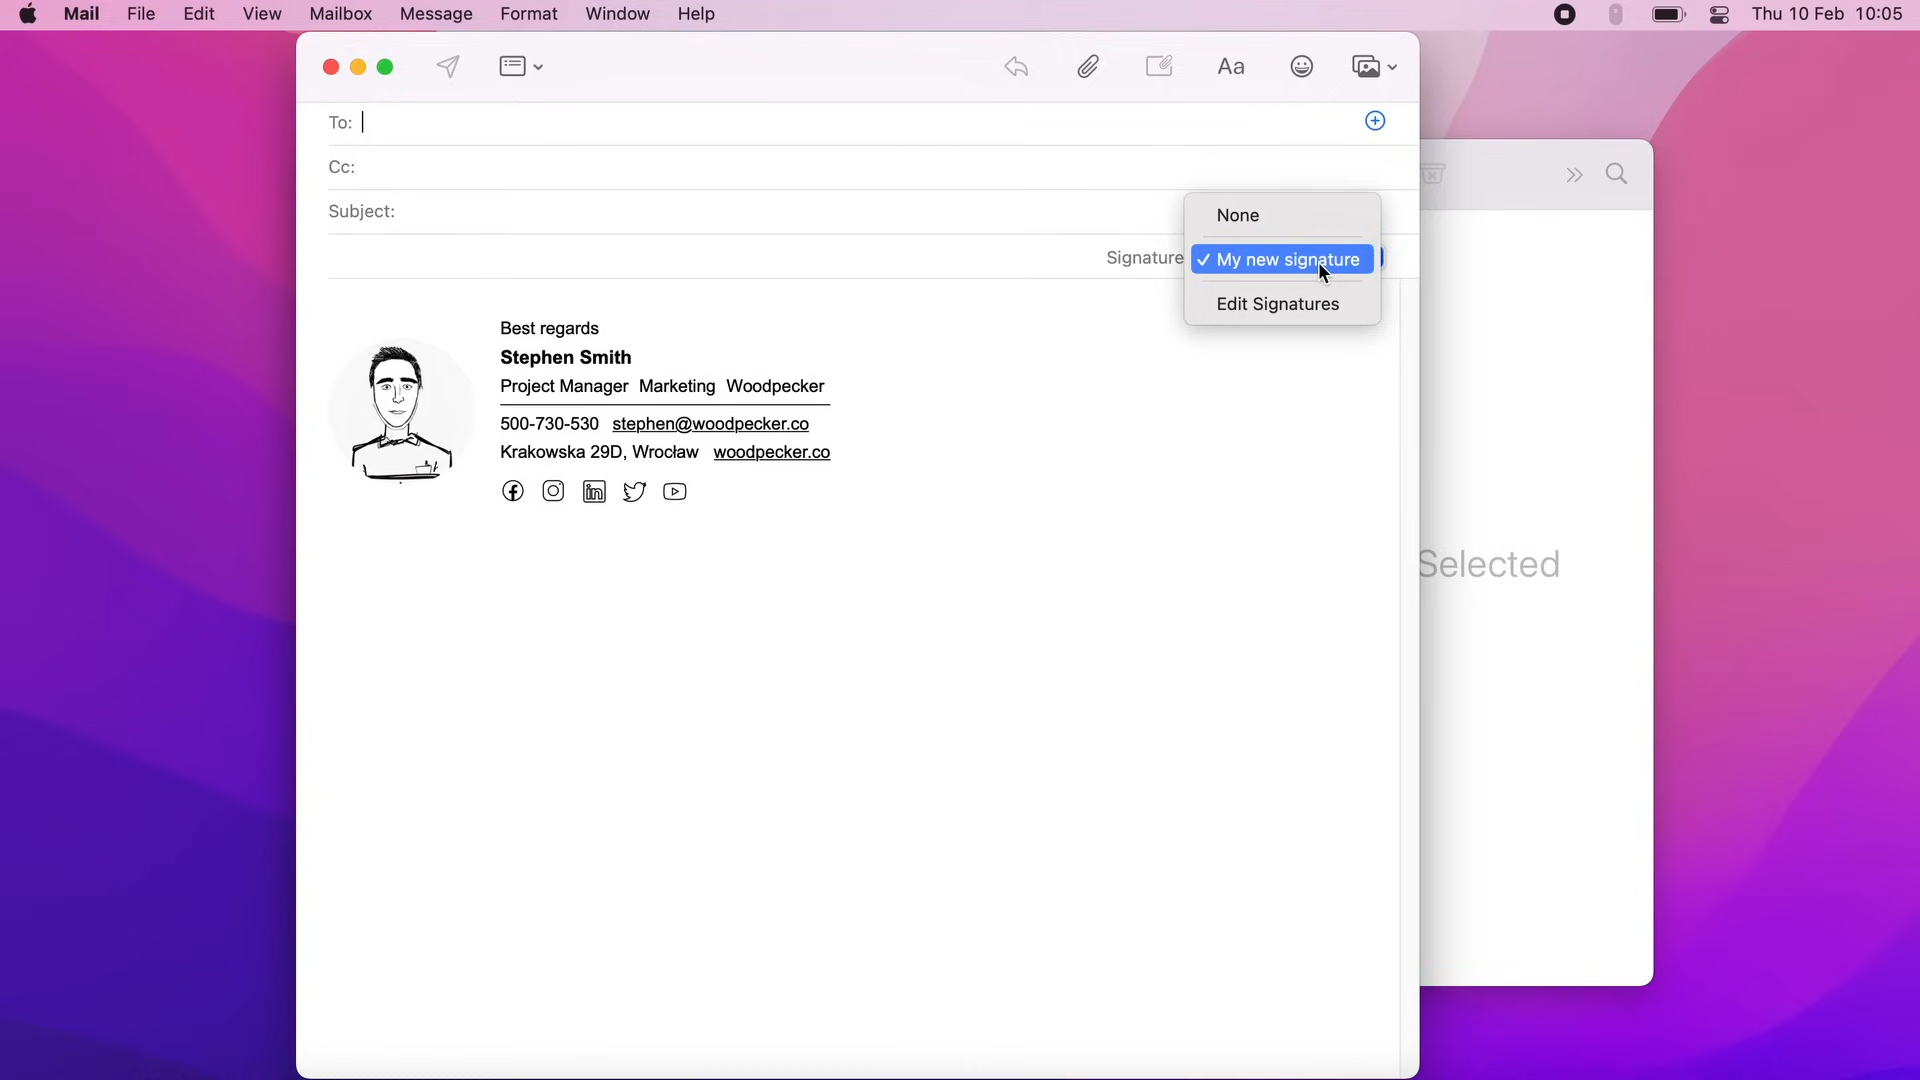 Mail File Edit View Mailbox Message Format Window Help Thu 10 Feb 10:05
Aa
To:
Cc:
Subject:
None
Signature
✓ My new signature
Edit Signatures
Best regards
Stephen Smith
Project Manager Marketing Woodpecker
500-730-530 stephen@woodpecker.co
Krakowska 29D, Wrocław woodpecker.co
Selected